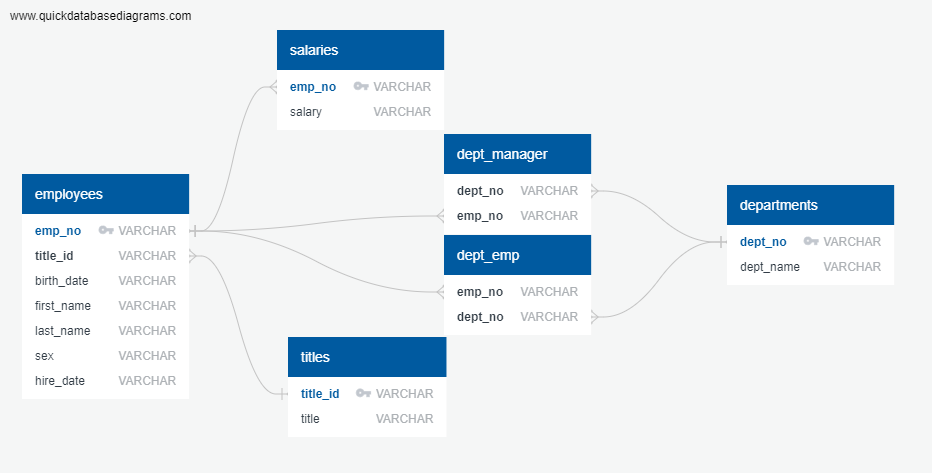 www.quickdatabasediagrams.com
salaries
emp_no VARCHAR
salary VARCHAR
dept_manager
dept_no VARCHAR
emp_no VARCHAR
employees
emp_no VARCHAR
title_id VARCHAR
birth_date VARCHAR
first_name VARCHAR
last_name VARCHAR
sex VARCHAR
hire_date VARCHAR
departments
dept_no VARCHAR
dept_name VARCHAR
dept_emp
emp_no VARCHAR
dept_no VARCHAR
titles
title_id VARCHAR
title VARCHAR